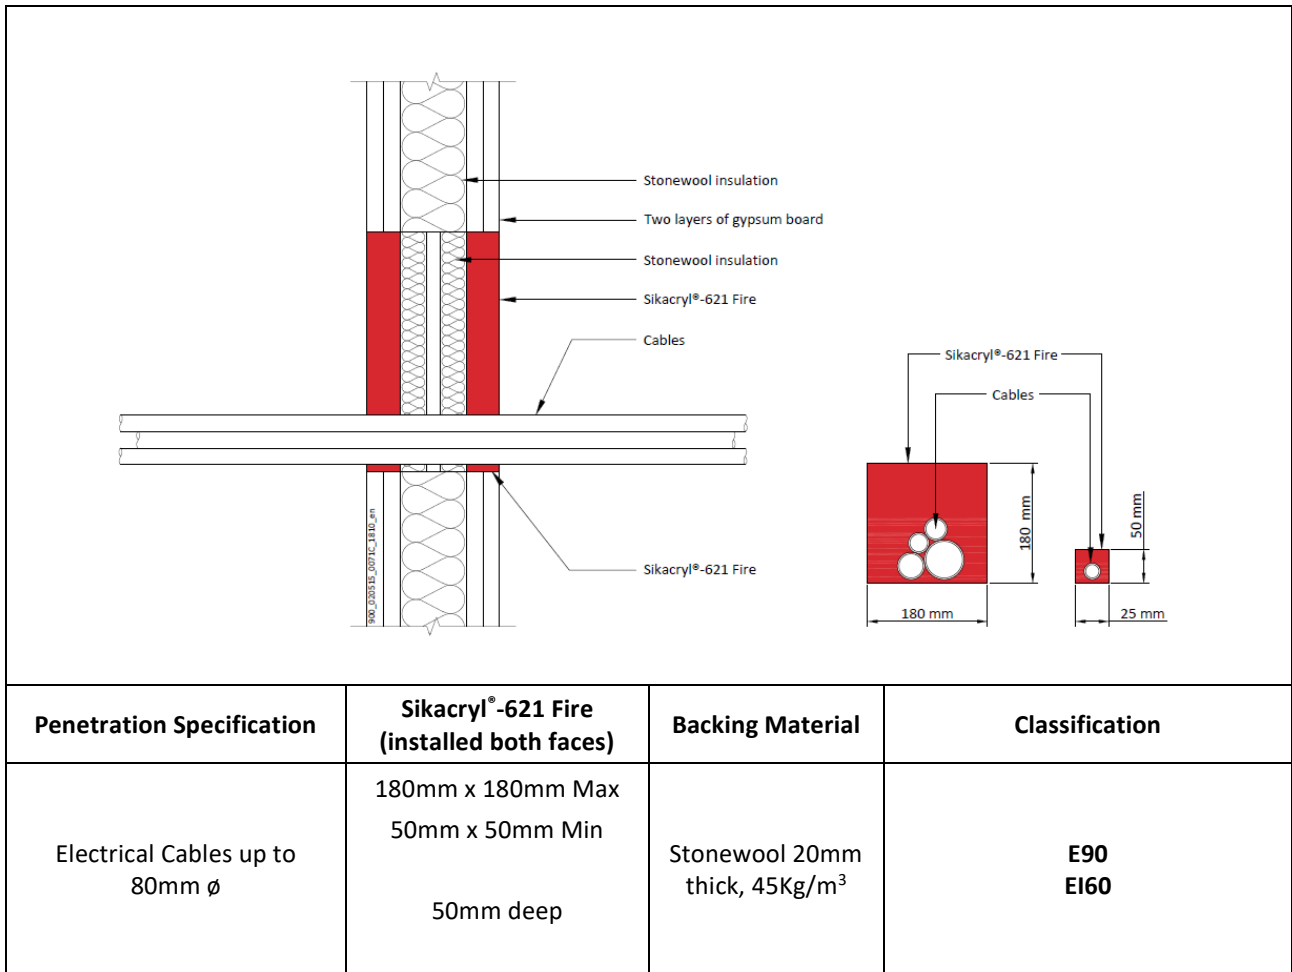 Stonewool insulation
Two layers of gypsum board
Stonewool insulation
Sikacryl®-621 Fire
Cables
Sikacryl®-621 Fire
900_020515_0071C_1810_en
Sikacryl®-621 Fire
Cables
180 mm
50 mm
180 mm
25 mm
Penetration Specification
Sikacryl®-621 Fire
(installed both faces)
Backing Material
Classification
Electrical Cables up to
80mm ø
180mm x 180mm Max
50mm x 50mm Min
50mm deep
Stonewool 20mm
thick, 45Kg/m³
E90
EI60